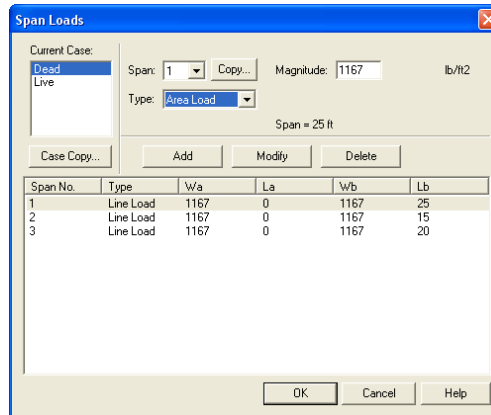 Span Loads
Current Case:
Dead
Live
Span: 1 Copy... Magnitude: 1167 lb/ft2
Type: Area Load
Span = 25 ft
Case Copy... Add Modify Delete
Span No. Type Wa La Wb Lb
1 Line Load 1167 0 1167 25
2 Line Load 1167 0 1167 15
3 Line Load 1167 0 1167 20
OK Cancel Help